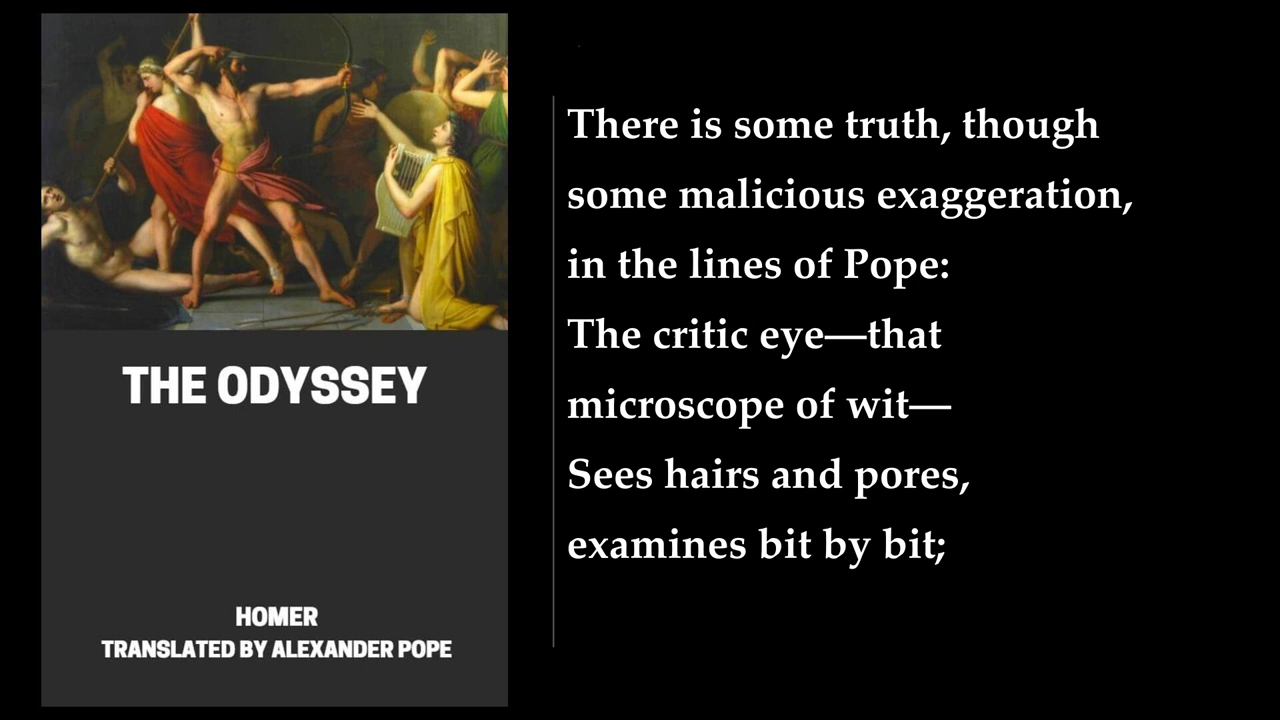 THE ODYSSEY
HOMER
TRANSLATED BY ALEXANDER POPE
There is some truth, though
some malicious exaggeration,
in the lines of Pope:
The critic eye—that
microscope of wit—
Sees hairs and pores,
examines bit by bit;